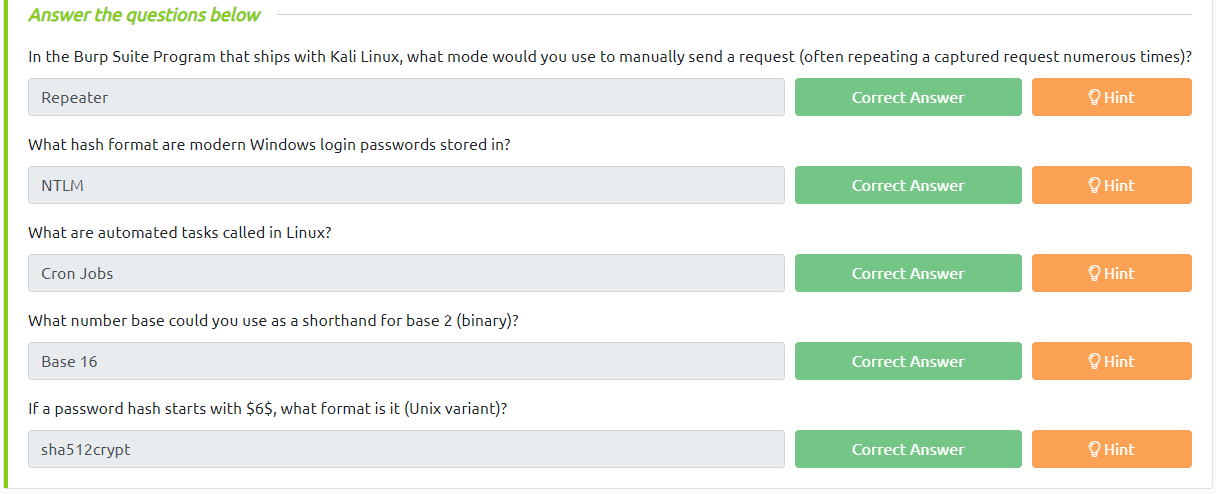 Answer the questions below
In the Burp Suite Program that ships with Kali Linux, what mode would you use to manually send a request (often repeating a captured request numerous times)?
Repeater Correct Answer Hint
What hash format are modern Windows login passwords stored in?
NTLM Correct Answer Hint
What are automated tasks called in Linux?
Cron Jobs Correct Answer Hint
What number base could you use as a shorthand for base 2 (binary)?
Base 16 Correct Answer Hint
If a password hash starts with $6$, what format is it (Unix variant)?
sha512crypt Correct Answer Hint